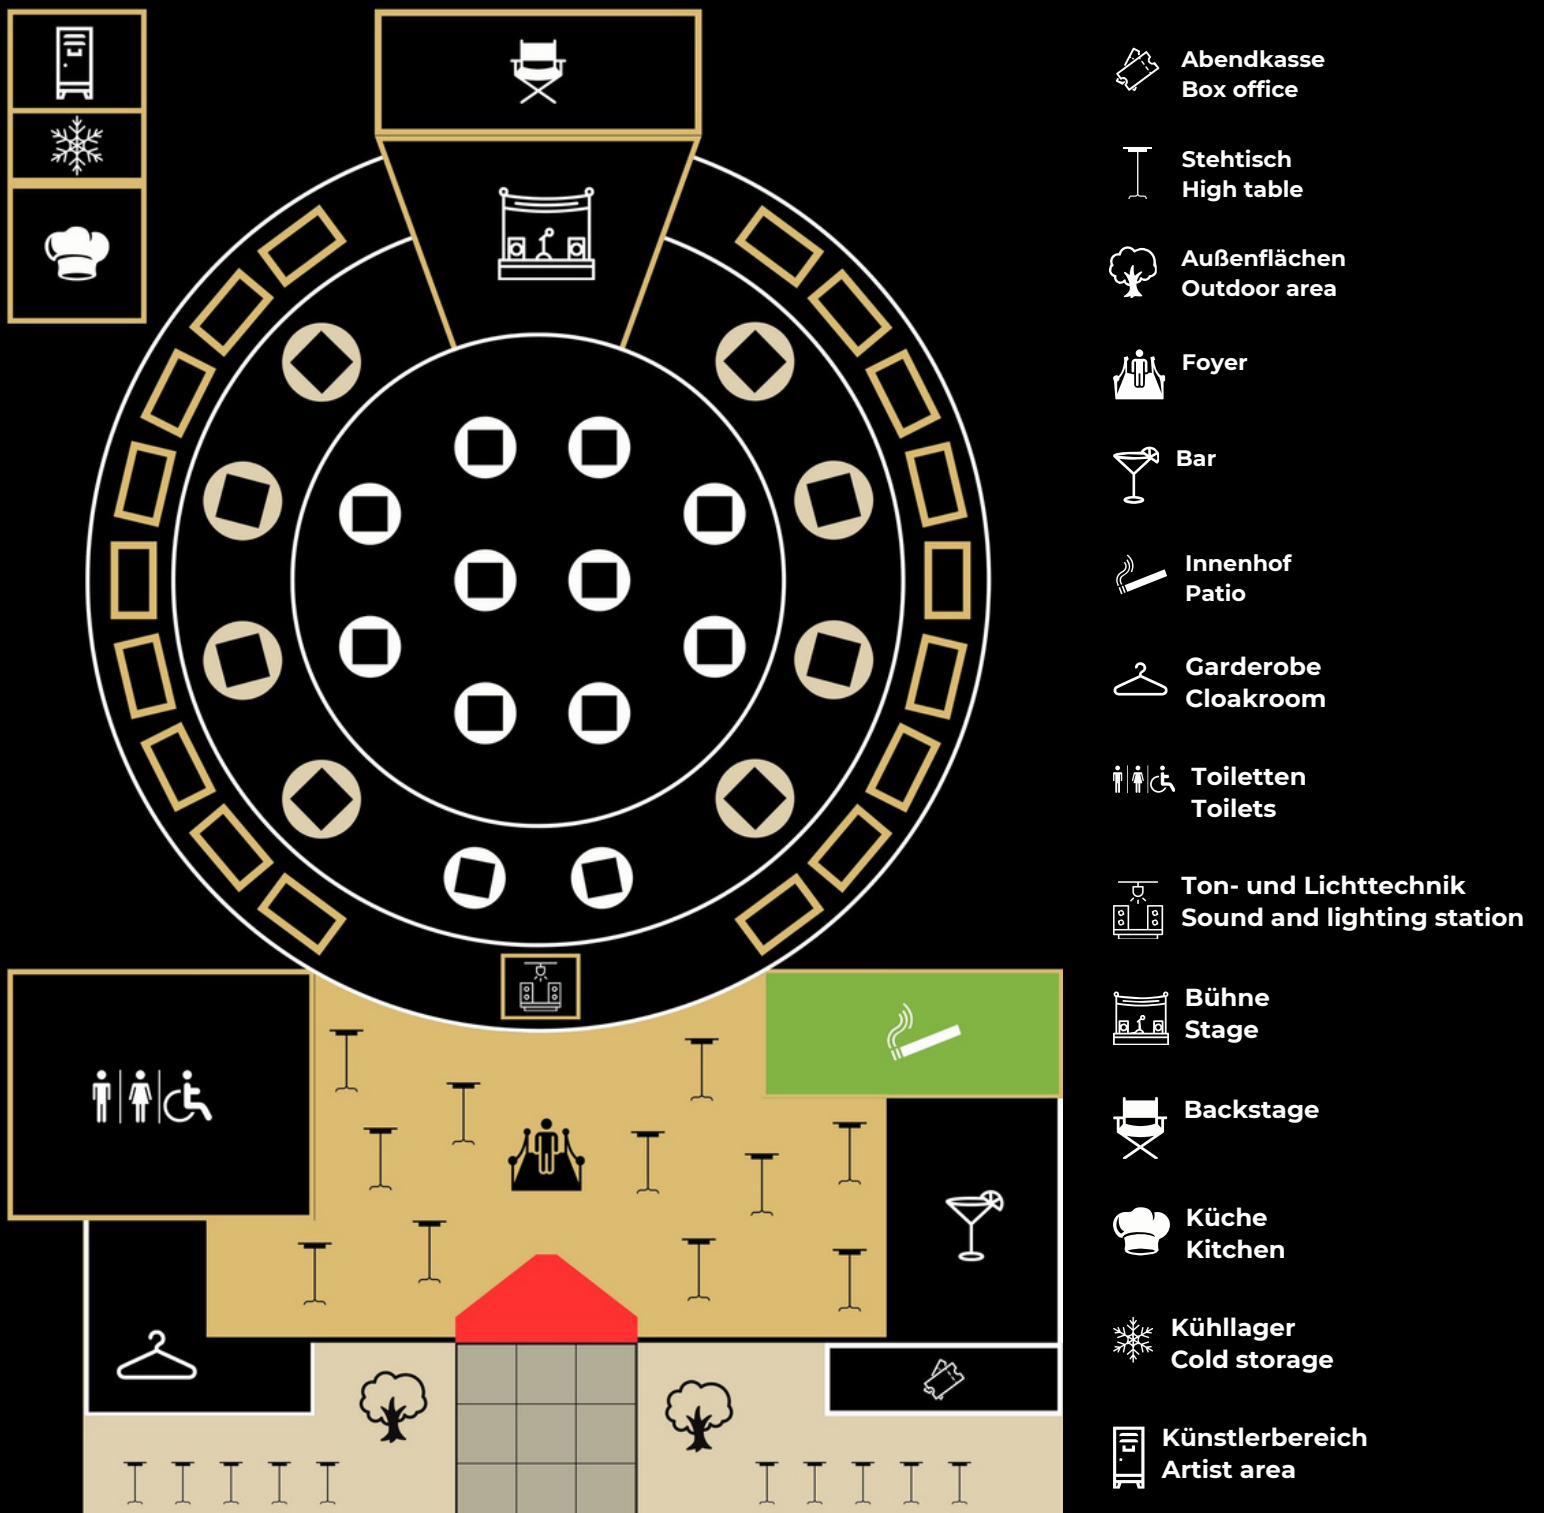 Abendkasse
Box office
Stehtisch
High table
Außenflächen
Outdoor area
Foyer
Bar
Innenhof
Patio
Garderobe
Cloakroom
Toiletten
Toilets
Ton- und Lichttechnik
Sound and lighting station
Bühne
Stage
Backstage
Küche
Kitchen
Kühllager
Cold storage
Künstlerbereich
Artist area